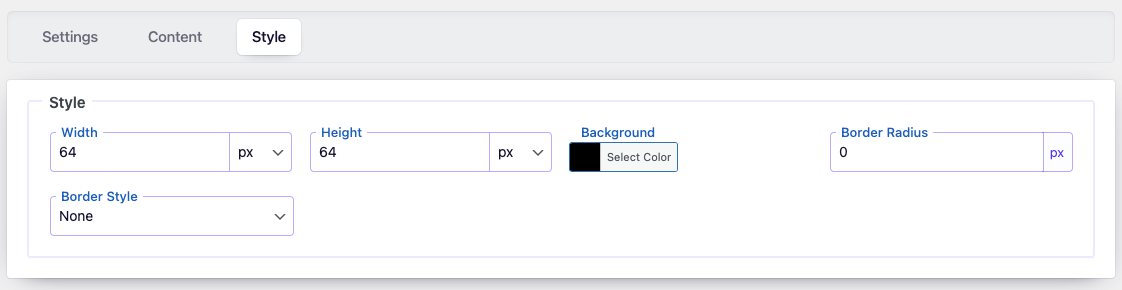 Settings Content Style
Style
Width Height Background Border Radius
64 px 64 px Select Color 0 px
Border Style
None